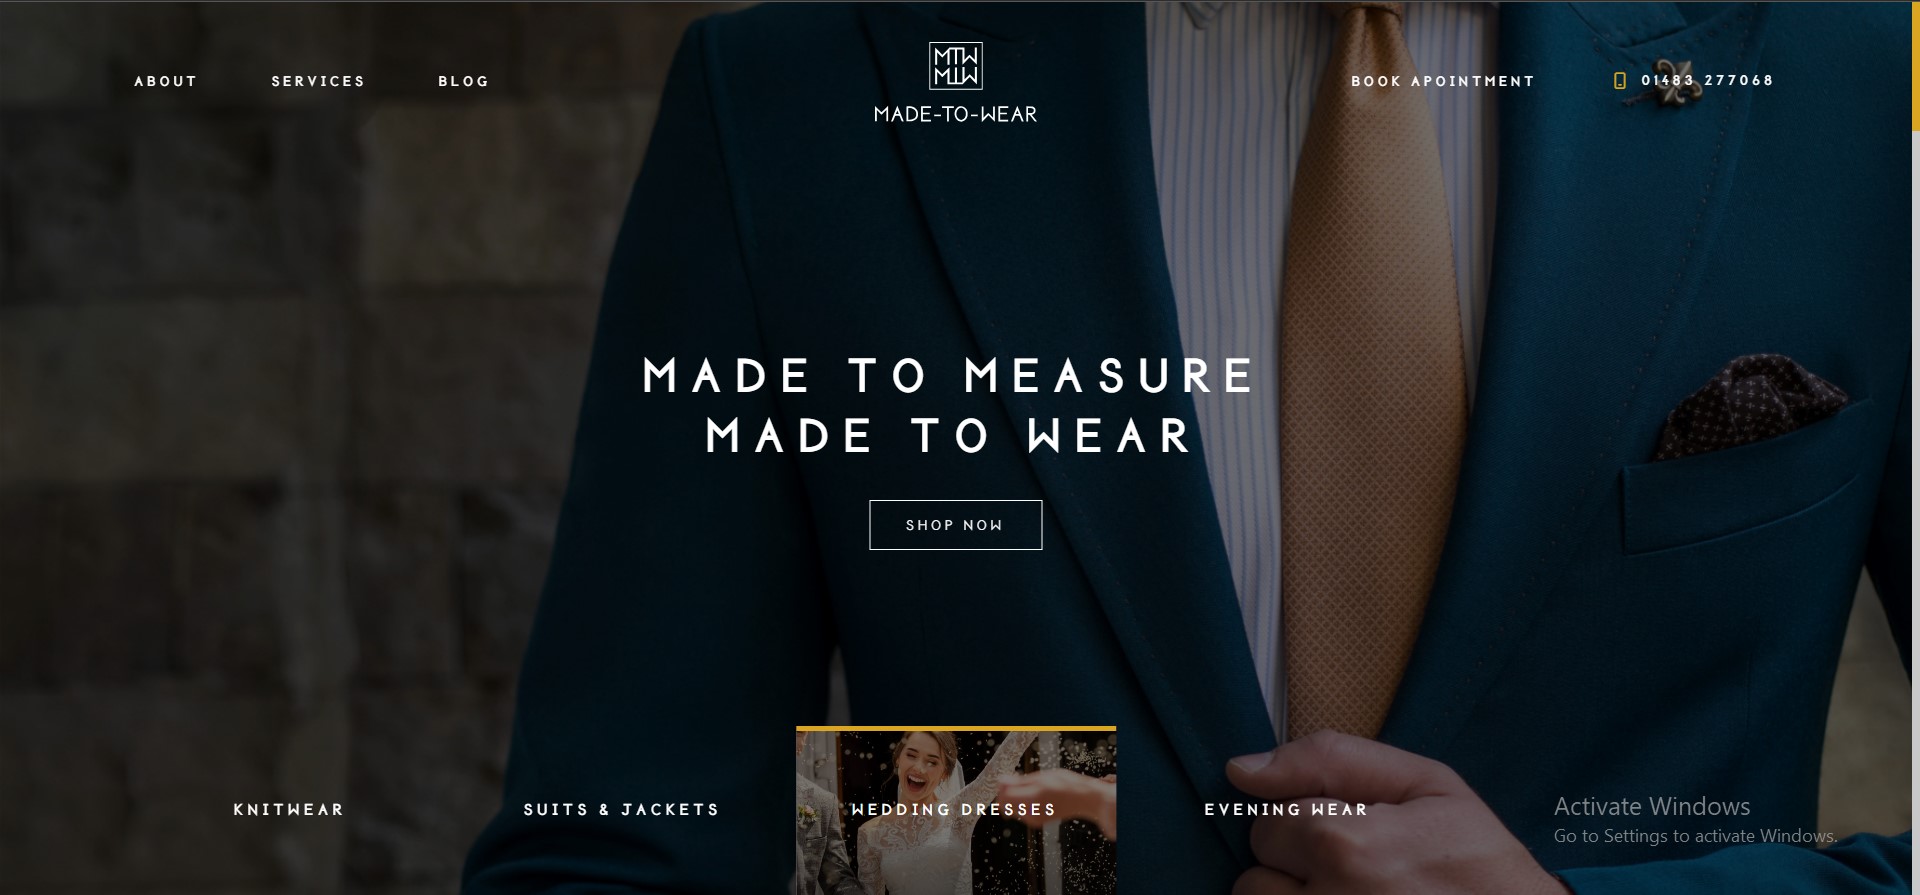 ABOUT
SERVICES
BLOG
MTW
MTW
MADE-TO-WEAR
BOOK APOINTMENT
01483 277068
MADE TO MEASURE
MADE TO WEAR
SHOP NOW
KNITWEAR
SUITS & JACKETS
WEDDING DRESSES
EVENING WEAR
Activate Windows
Go to Settings to activate Windows.